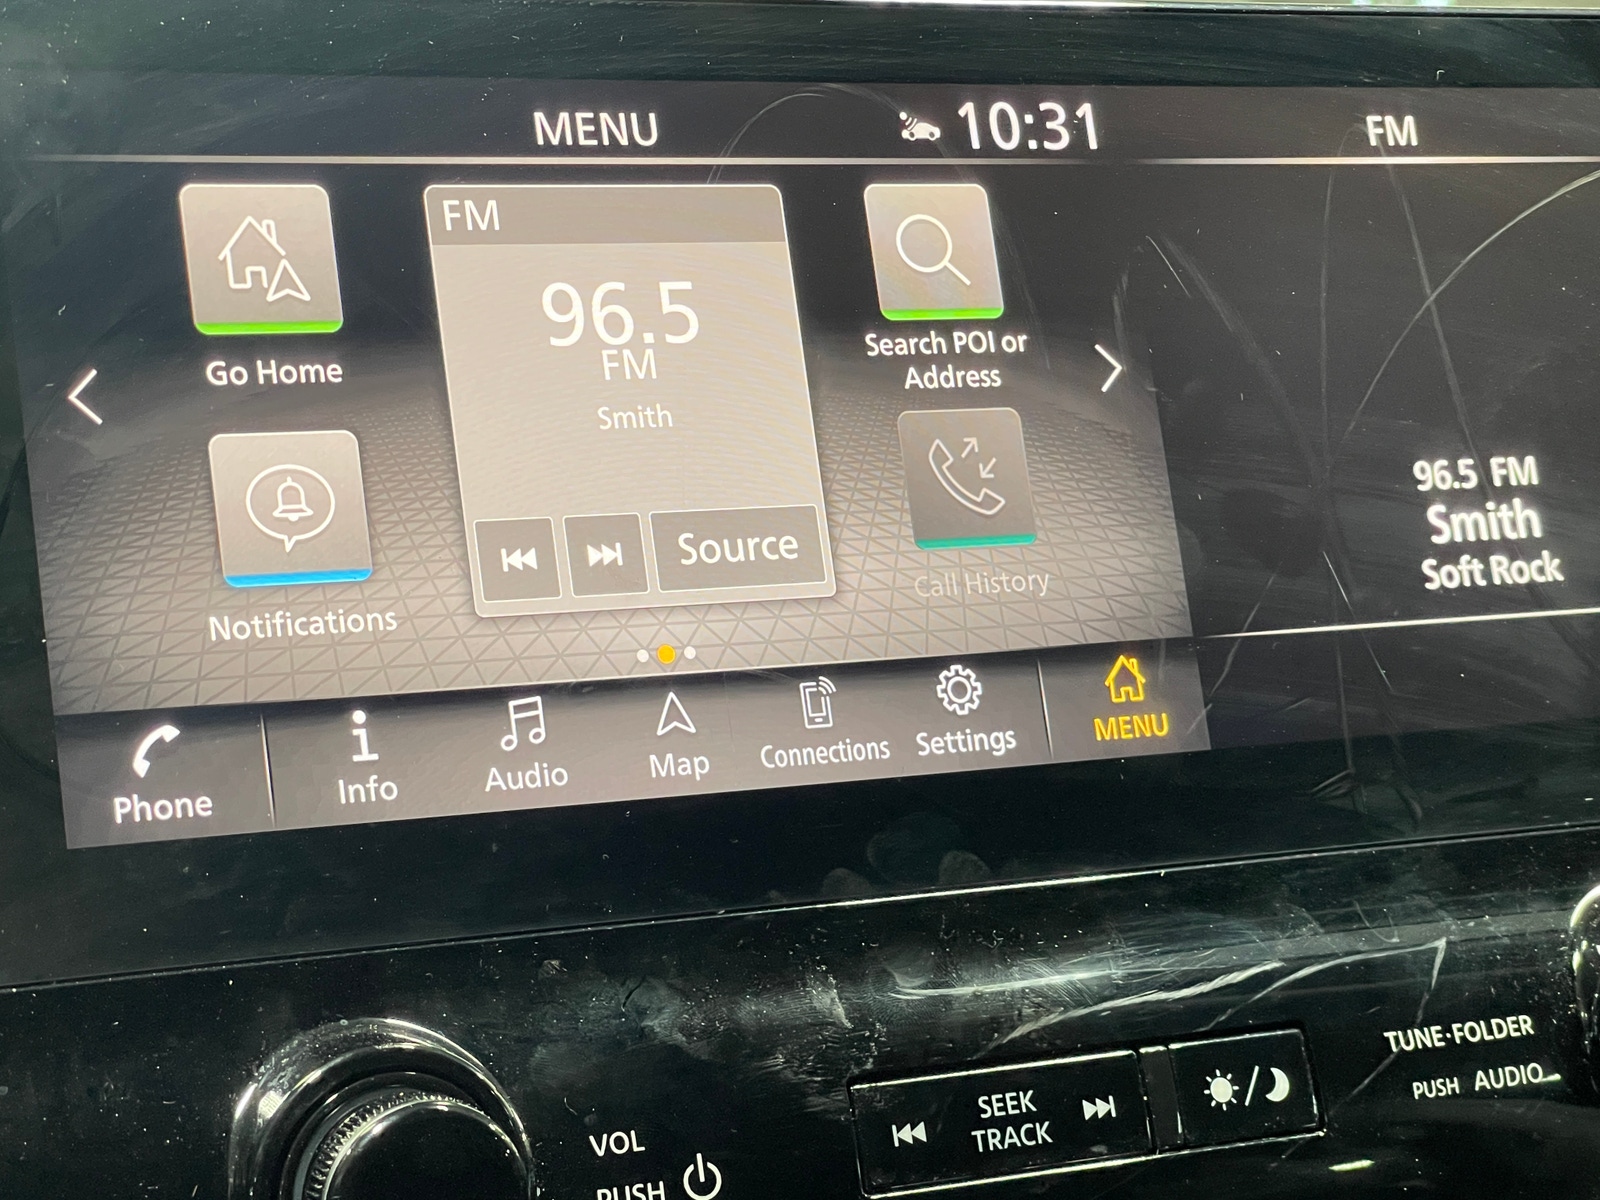 MENU
10:31
FM
Go Home
FM
96.5
FM
Smith
Source
Search POI or
Address
Notifications
Call History
96.5 FM
Smith
Soft Rock
Phone
Info
Audio
Map
Connections
Settings
MENU
VOL
PUSH
SEEK
TRACK
TUNE·FOLDER
PUSH AUDIO